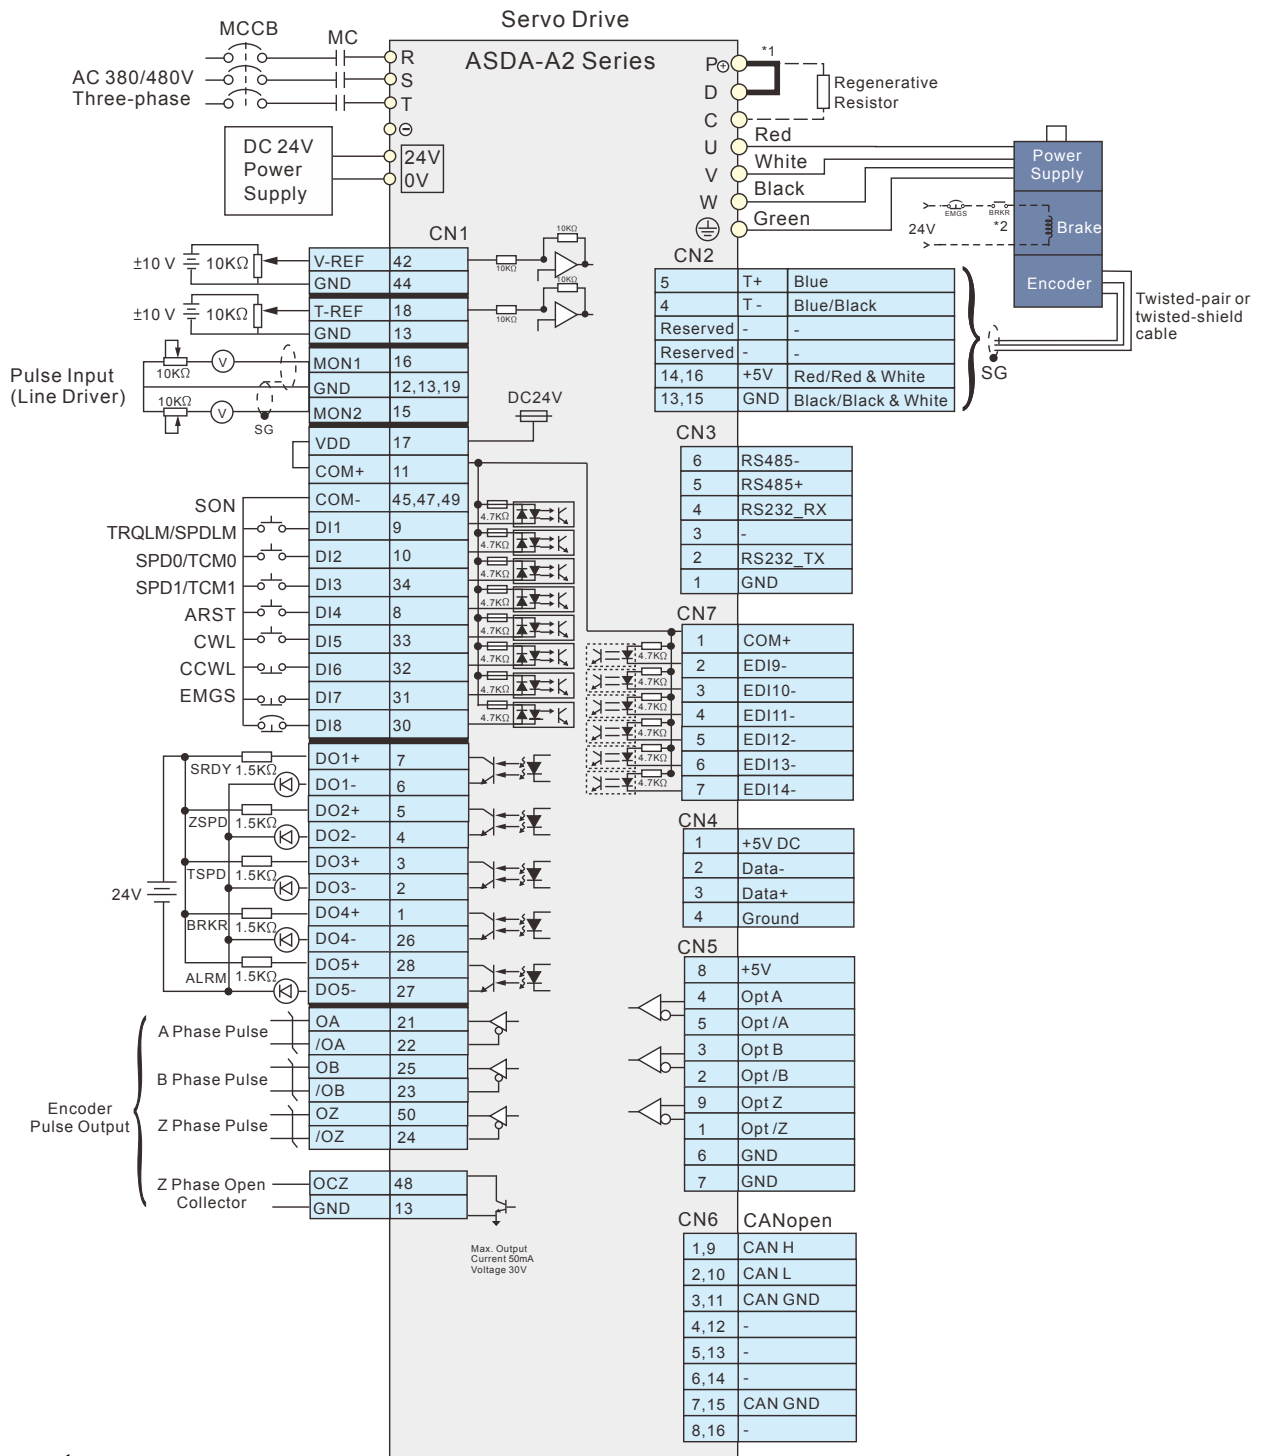 Servo Drive
ASDA-A2 Series
MCCB
MC
AC 380/480V
Three-phase
R
S
T
DC 24V
Power
Supply
24V
0V
P⊕
D
C
U
V
W
*1
Regenerative
Resistor
Red
White
Black
Green
Power
Supply
Brake
Encoder
24V
EMGS
BRKR
*2
Twisted-pair or
twisted-shield
cable
SG
CN1
±10 V
10KΩ
V-REF 42
GND 44
10KΩ
10KΩ
±10 V
10KΩ
T-REF 18
GND 13
10KΩ
10KΩ
Pulse Input
(Line Driver)
10KΩ
V
10KΩ
V
SG
MON1 16
GND 12,13,19
MON2 15
DC24V
VDD 17
COM+ 11
COM- 45,47,49
DI1 9
DI2 10
DI3 34
DI4 8
DI5 33
DI6 32
DI7 31
DI8 30
SON
TRQLM/SPDLM
SPD0/TCM0
SPD1/TCM1
ARST
CWL
CCWL
EMGS
4.7KΩ
4.7KΩ
4.7KΩ
4.7KΩ
4.7KΩ
4.7KΩ
4.7KΩ
4.7KΩ
24V
SRDY 1.5KΩ
ZSPD 1.5KΩ
TSPD 1.5KΩ
BRKR 1.5KΩ
ALRM 1.5KΩ
DO1+ 7
DO1- 6
DO2+ 5
DO2- 4
DO3+ 3
DO3- 2
DO4+ 1
DO4- 26
DO5+ 28
DO5- 27
Encoder
Pulse Output
A Phase Pulse
B Phase Pulse
Z Phase Pulse
Z Phase Open
Collector
OA 21
/OA 22
OB 25
/OB 23
OZ 50
/OZ 24
OCZ 48
GND 13
Max. Output
Current 50mA
Voltage 30V
CN2
5 T+ Blue
4 T - Blue/Black
Reserved - -
Reserved - -
14,16 +5V Red/Red & White
13,15 GND Black/Black & White
CN3
6 RS485-
5 RS485+
4 RS232_RX
3 -
2 RS232_TX
1 GND
CN7
1 COM+
2 EDI9-
3 EDI10-
4 EDI11-
5 EDI12-
6 EDI13-
7 EDI14-
4.7KΩ
4.7KΩ
4.7KΩ
4.7KΩ
4.7KΩ
4.7KΩ
CN4
1 +5V DC
2 Data-
3 Data+
4 Ground
CN5
8 +5V
4 Opt A
5 Opt /A
3 Opt B
2 Opt /B
9 Opt Z
1 Opt /Z
6 GND
7 GND
CN6 CANopen
1,9 CAN H
2,10 CAN L
3,11 CAN GND
4,12 -
5,13 -
6,14 -
7,15 CAN GND
8,16 -